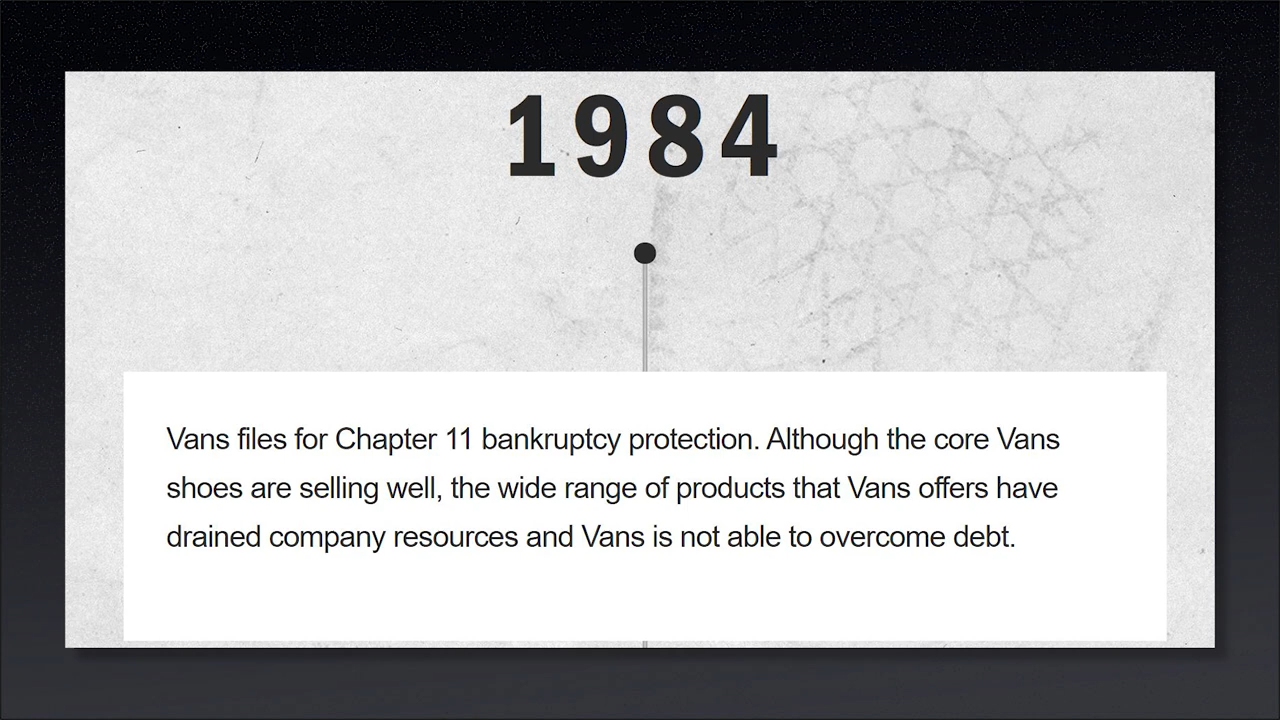 1984
Vans files for Chapter 11 bankruptcy protection. Although the core Vans
shoes are selling well, the wide range of products that Vans offers have
drained company resources and Vans is not able to overcome debt.